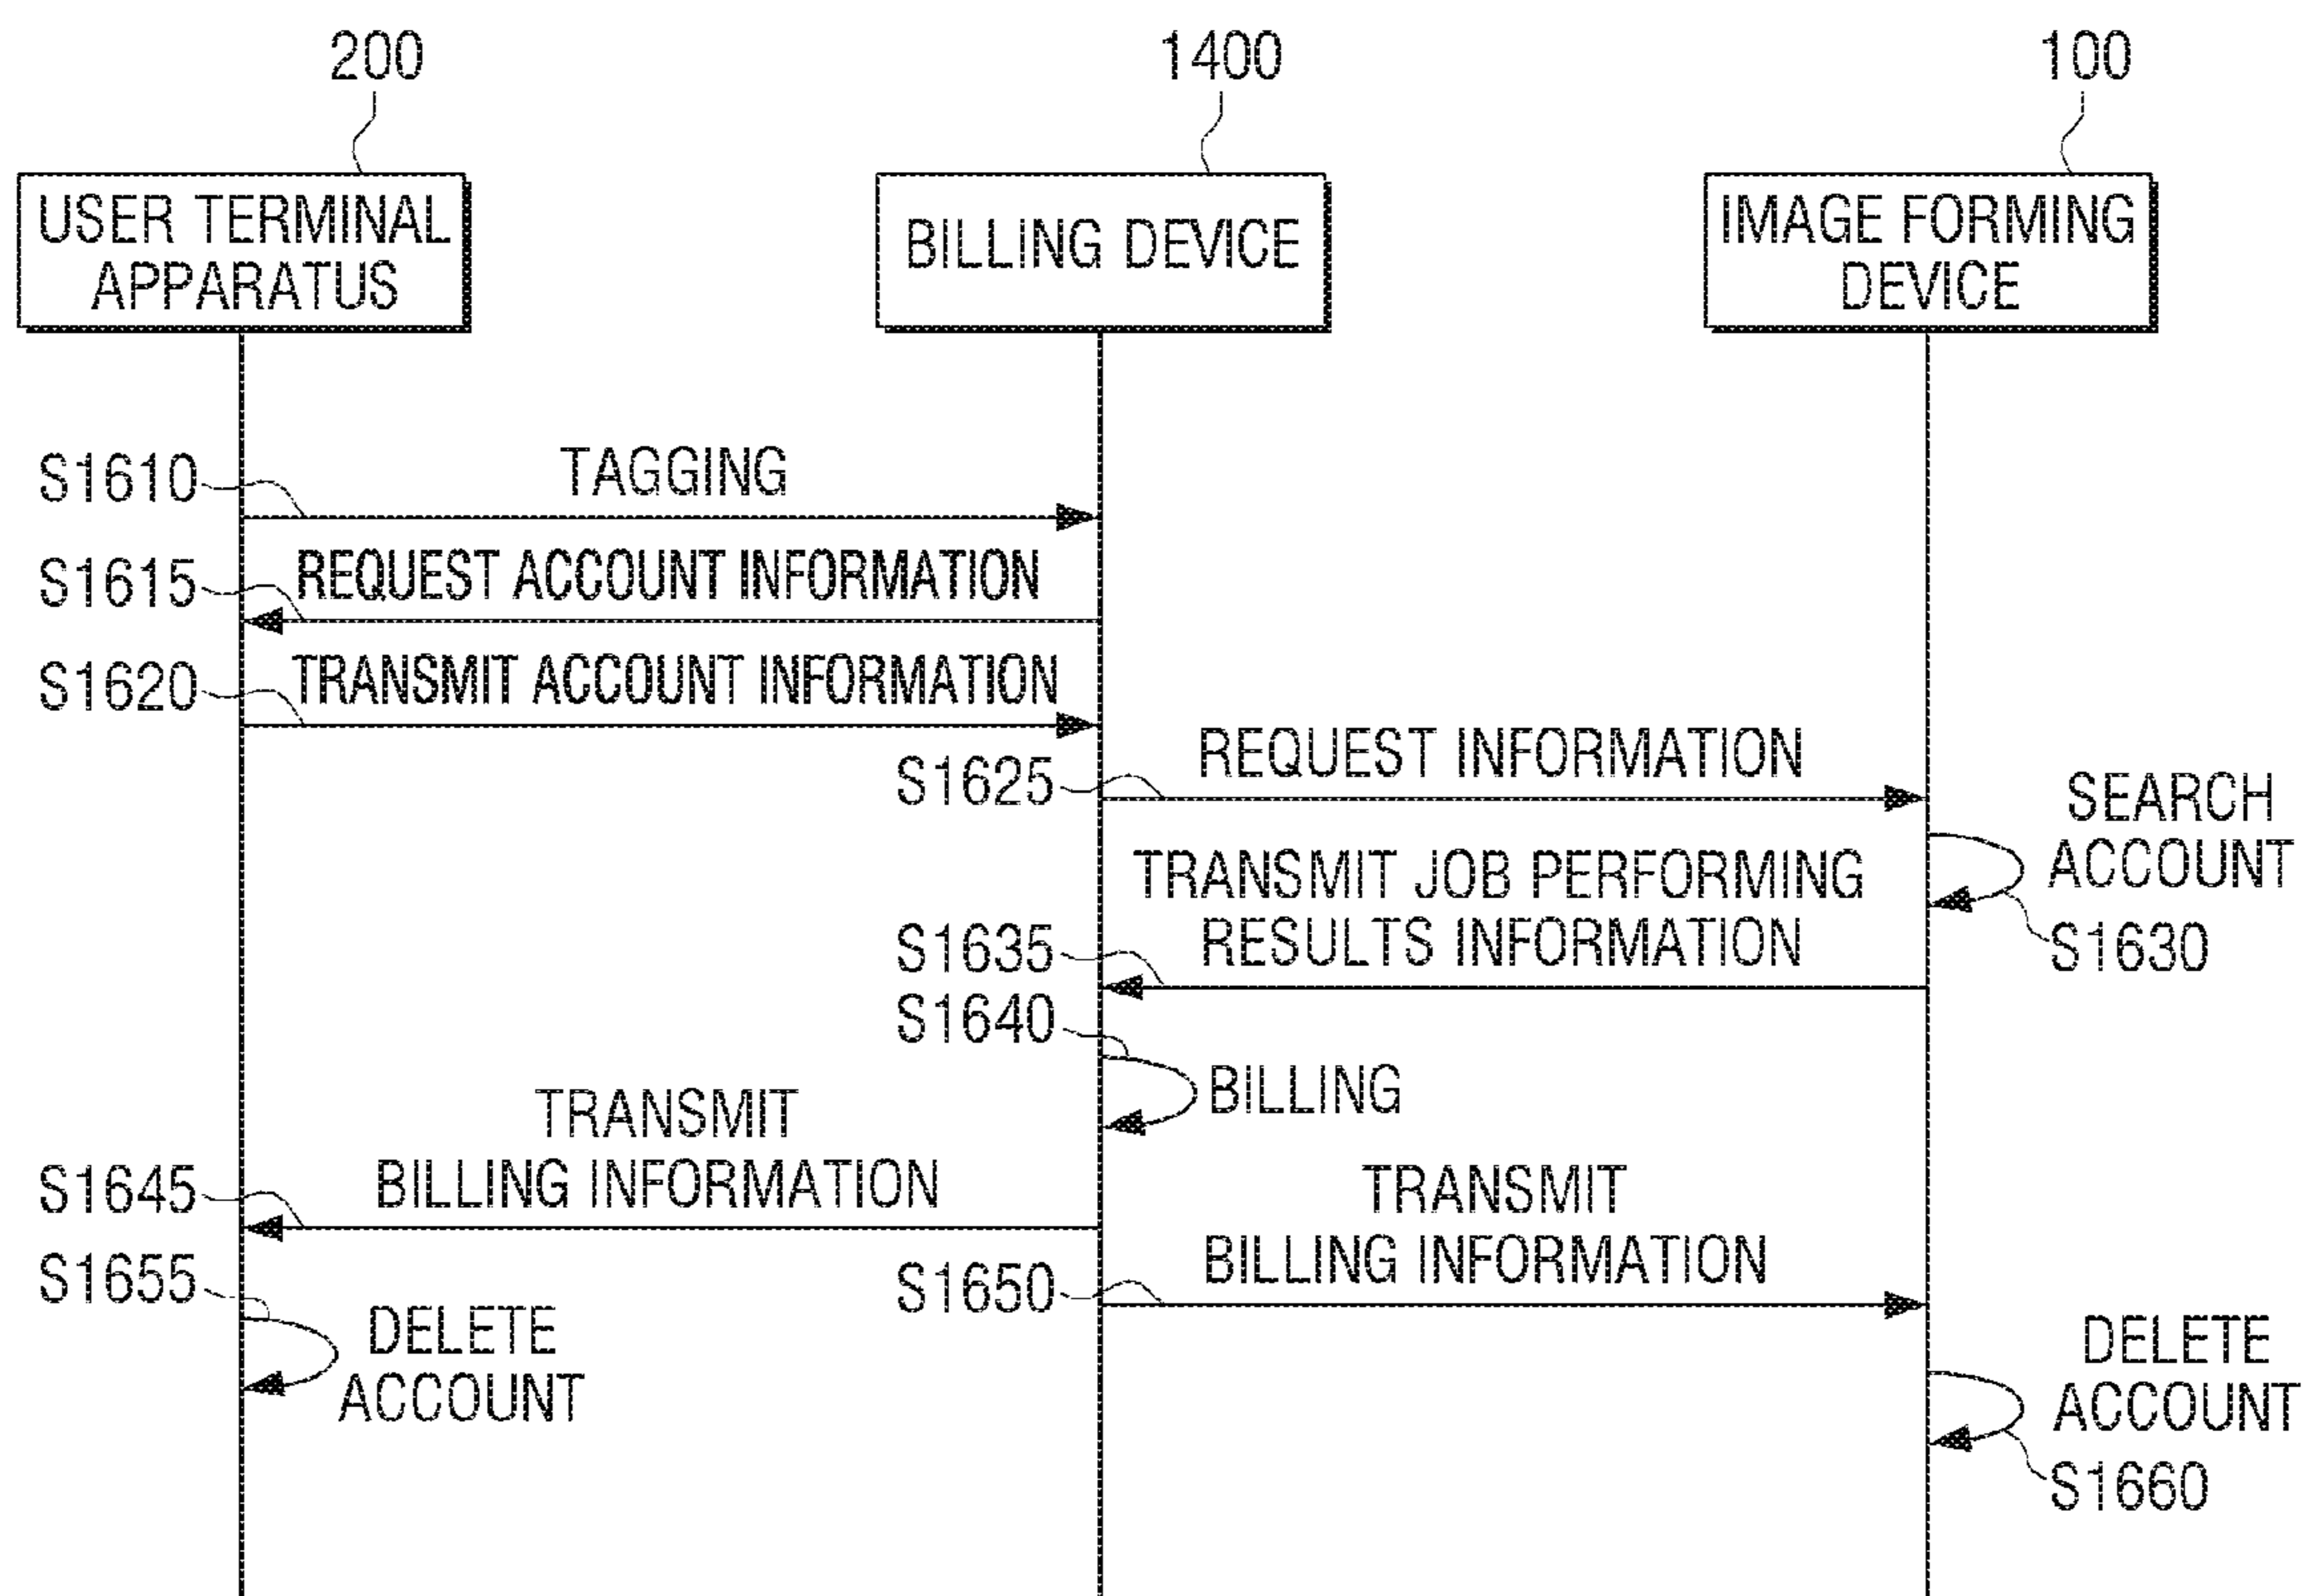 200
1400
100
USER TERMINAL
APPARATUS
BILLING DEVICE
IMAGE FORMING
DEVICE
S1610
TAGGING
S1615
REQUEST ACCOUNT INFORMATION
S1620
TRANSMIT ACCOUNT INFORMATION
S1625
REQUEST INFORMATION
SEARCH
ACCOUNT
S1630
TRANSMIT JOB PERFORMING
RESULTS INFORMATION
S1635
S1640
BILLING
TRANSMIT
BILLING INFORMATION
S1645
TRANSMIT
BILLING INFORMATION
S1650
S1655
DELETE
ACCOUNT
DELETE
ACCOUNT
S1660